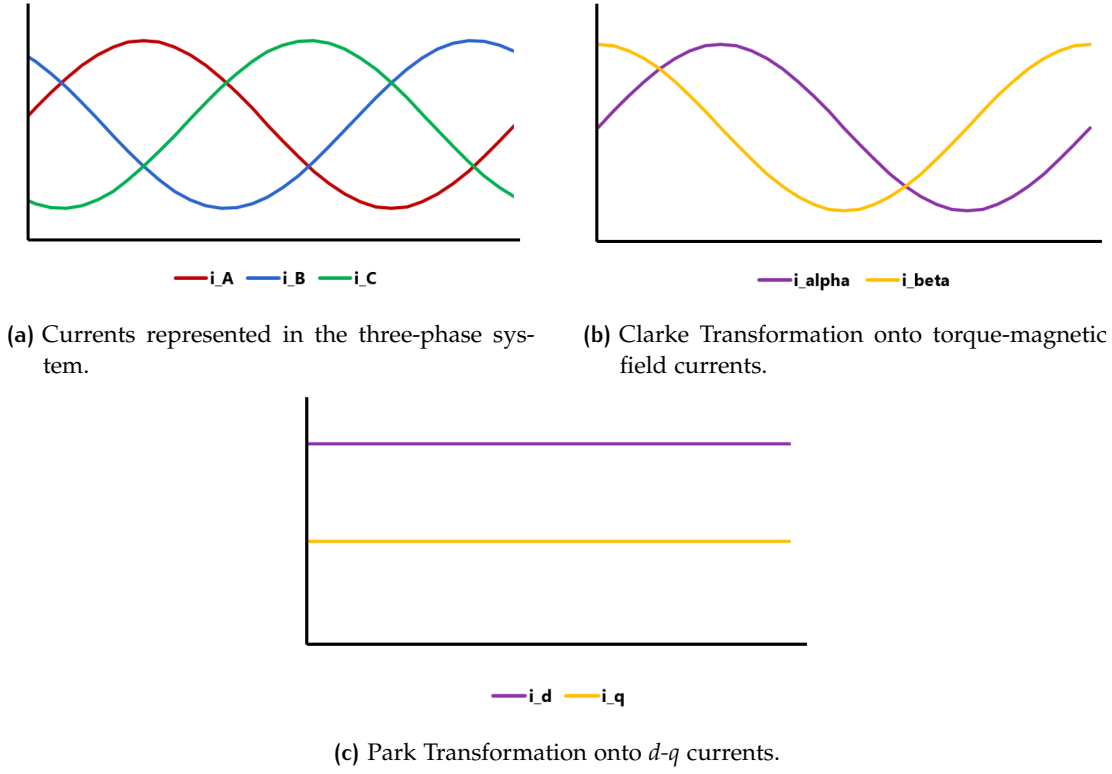 i_A i_B i_C
i_alpha i_beta
(a) Currents represented in the three-phase sys-
tem.
(b) Clarke Transformation onto torque-magnetic
field currents.
i_d i_q
(c) Park Transformation onto d-q currents.